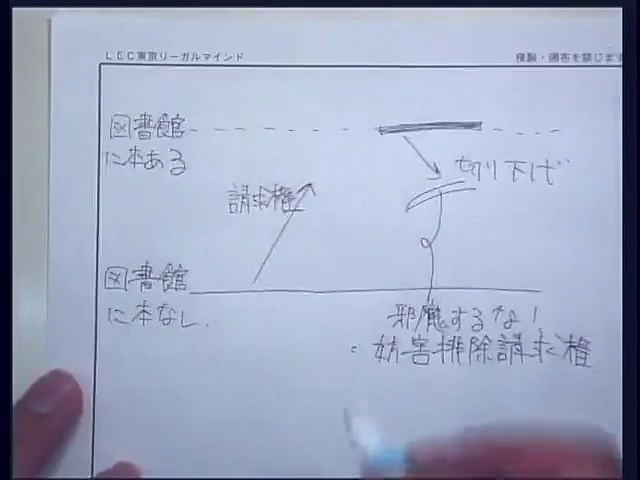 LEC東京リーガルマインド
複製・頒布を禁じます
図書館
に本ある
切り下げ
請求権
図書館
に本なし.
邪魔するな!
= 妨害排除請求権